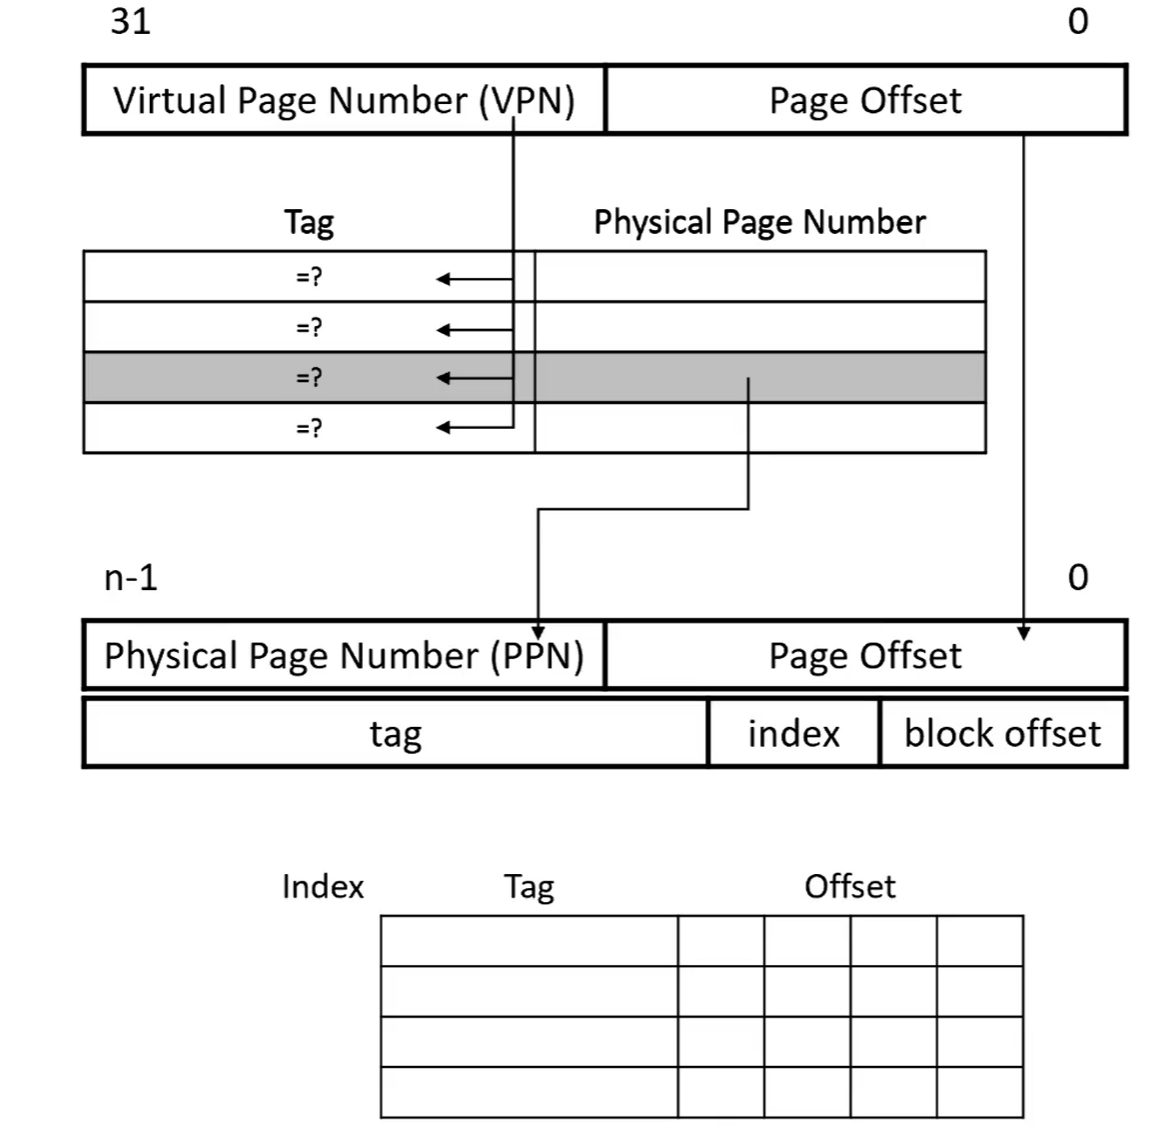 31 0
Virtual Page Number (VPN) Page Offset
Tag Physical Page Number
=?
=?
=?
=?
n-1 0
Physical Page Number (PPN) Page Offset
tag index block offset
Index Tag Offset